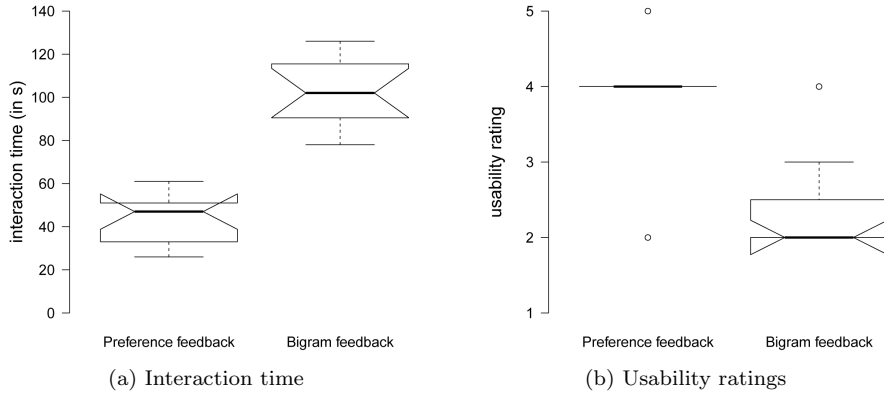 interaction time (in s)
140
120
100
80
60
40
20
0
Preference feedback
Bigram feedback
(a) Interaction time
usability rating
5
4
3
2
1
Preference feedback
Bigram feedback
(b) Usability ratings